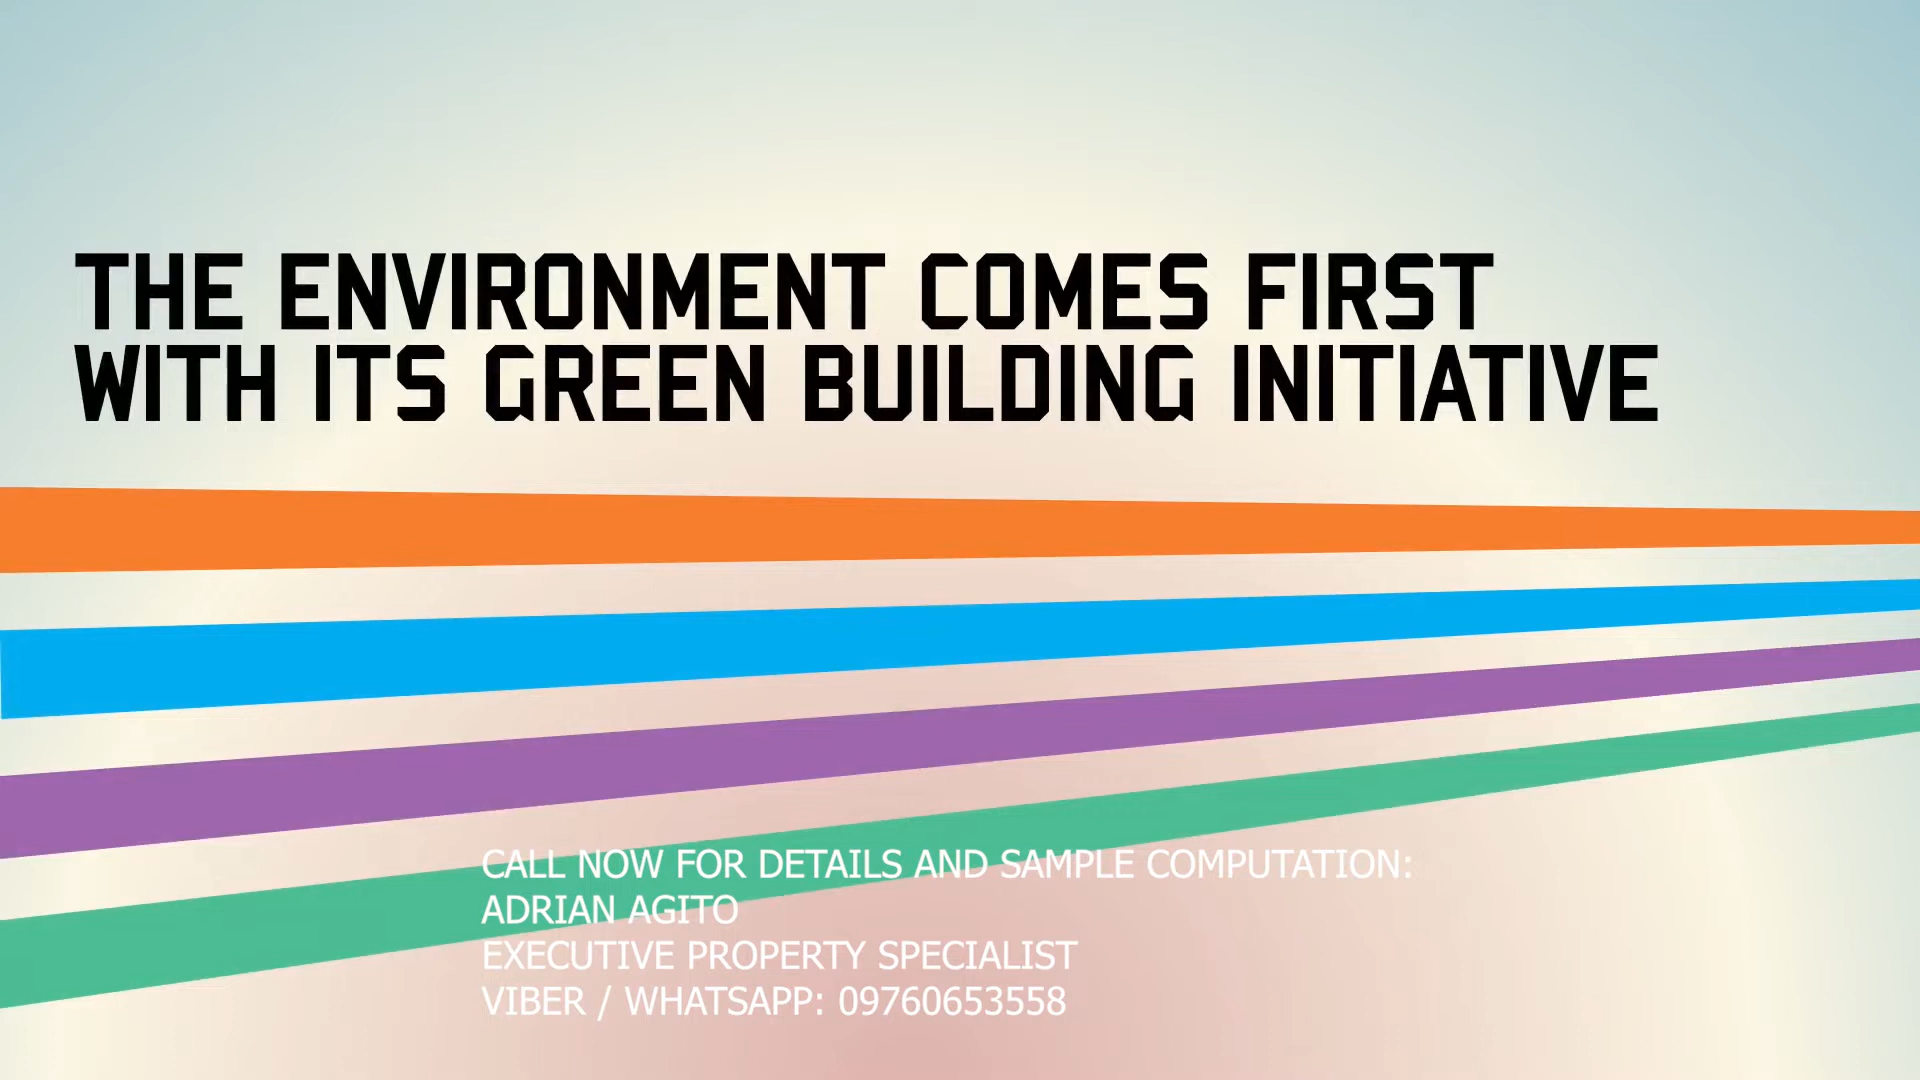 THE ENVIRONMENT COMES FIRST
WITH ITS GREEN BUILDING INITIATIVE
CALL NOW FOR DETAILS AND SAMPLE COMPUTATION:
ADRIAN AGITO
EXECUTIVE PROPERTY SPECIALIST
VIBER / WHATSAPP: 09760653558